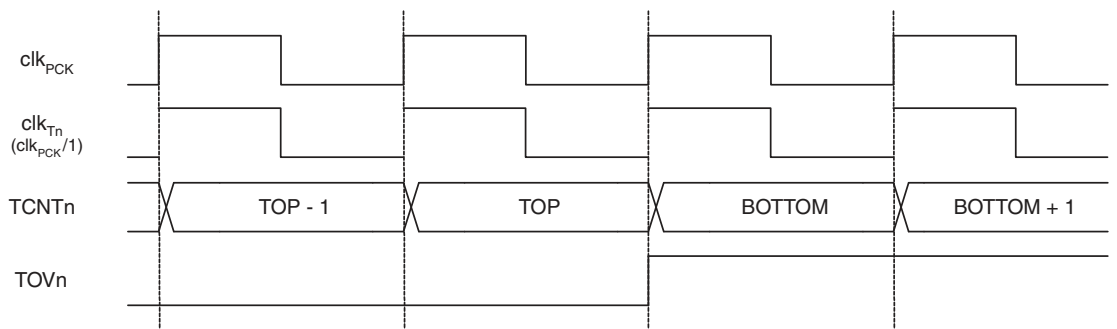 clkPCK
clkTn
(clkPCK/1)
TCNTn TOP - 1 TOP BOTTOM BOTTOM + 1
TOVn